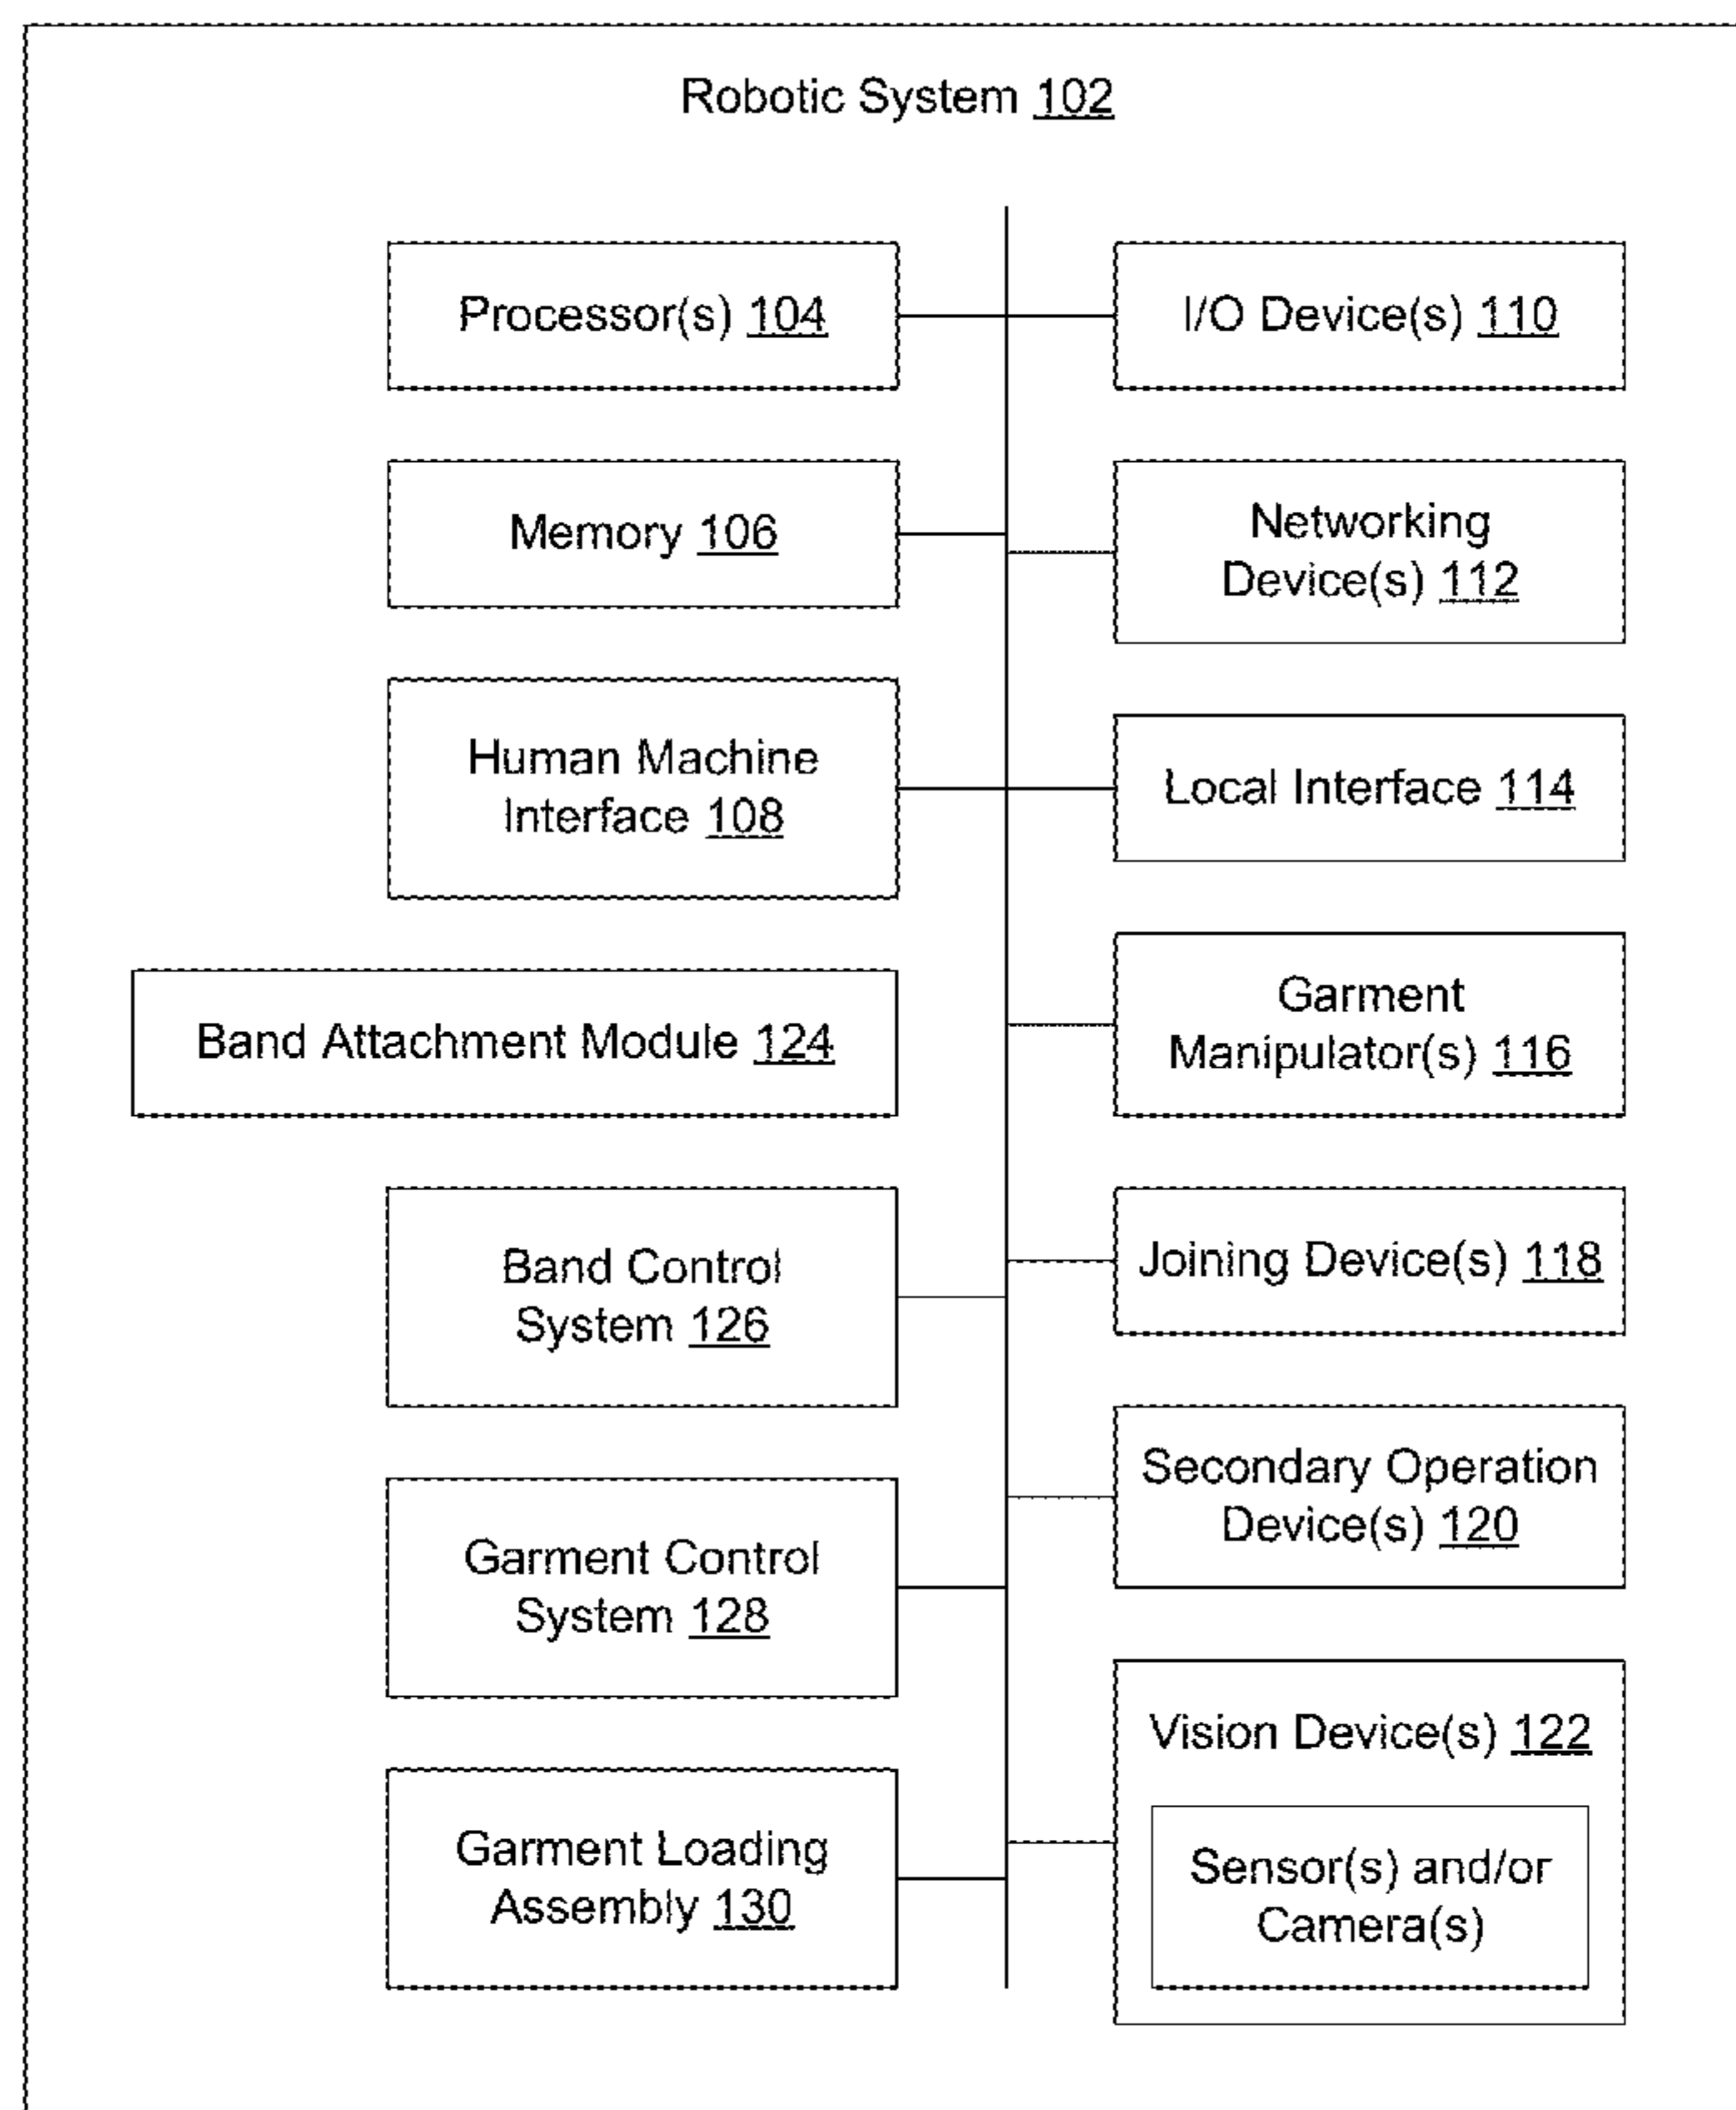 Robotic System 102
Processor(s) 104
I/O Device(s) 110
Memory 106
Networking
Device(s) 112
Human Machine
Interface 108
Local Interface 114
Band Attachment Module 124
Garment
Manipulator(s) 116
Band Control
System 126
Joining Device(s) 118
Garment Control
System 128
Secondary Operation
Device(s) 120
Garment Loading
Assembly 130
Vision Device(s) 122
Sensor(s) and/or
Camera(s)